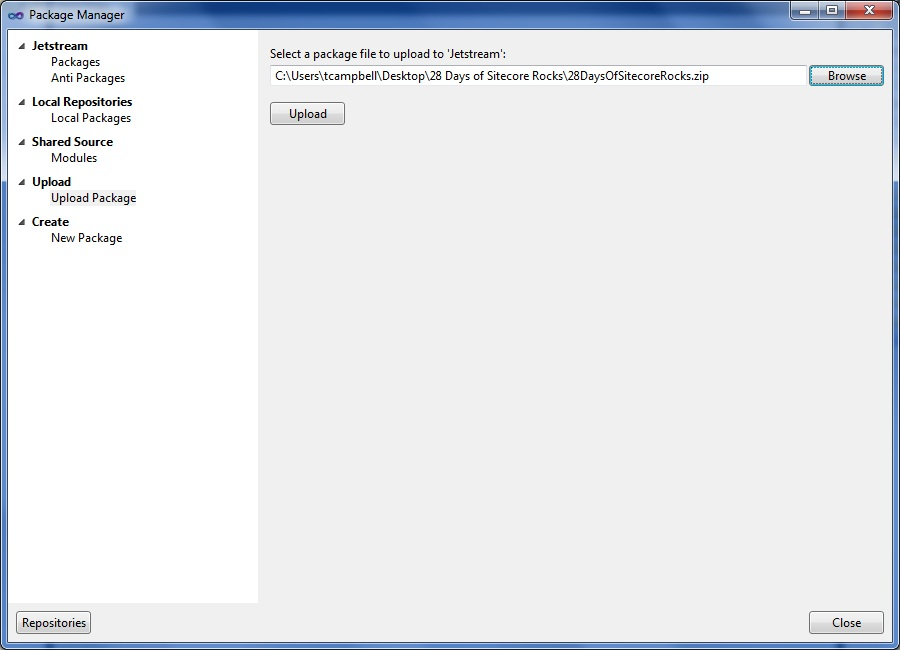 Package Manager
Jetstream
Packages
Anti Packages
Local Repositories
Local Packages
Shared Source
Modules
Upload
Upload Package
Create
New Package
Select a package file to upload to 'Jetstream':
C:\Users\tcampbell\Desktop\28 Days of Sitecore Rocks\28DaysOfSitecoreRocks.zip
Browse
Upload
Repositories
Close